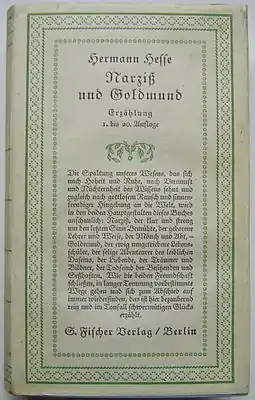 Hermann Hesse
Narziß
und Goldmund
Erzählung
1. bis 20. Auflage
Die Spaltung unseres Wesens, das sich
nach Hoheit und Ruhe, nach Vernunft
und Nüchternheit des Wissens sehnt und
zugleich nach gottlosem Rausch und sinnen-
freudiger Hingebung an die Welt, wird
in den beiden Hauptgestalten dieses Buches
anschaulich: Narziß, der klar und streng
um den letzten Sinn Bemühte, der geborene
Lehrer und Weise, der Mönch und Abt, –
Goldmund, der ewig umgetriebene Lebens-
schüler, der selige Abenteurer des leiblichen
Daseins, der Liebende, der Träumer und
Bildner, der Todfeind der Besitzenden und
Seßhaften. Wie die beiden Freundschaft
schließen, in langer Trennung vorbestimmte
Wege gehen und sich zum Abschied auf
immer wiederfinden, das ist hier bezaubernd
rein und im Tonfall schwermütigen Glücks
erzählt.
S. Fischer Verlag / Berlin